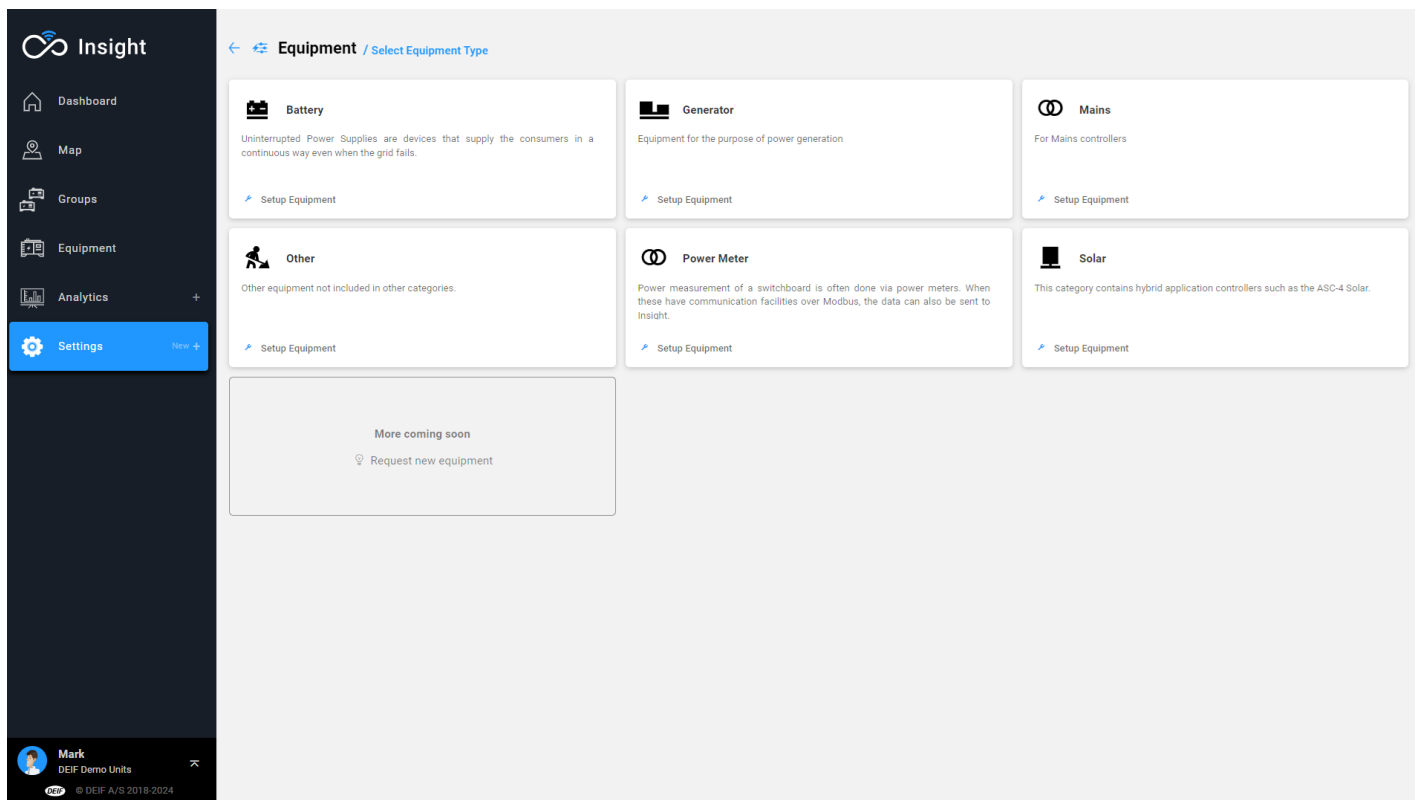 Insight
Equipment / Select Equipment Type
Dashboard
Map
Groups
Equipment
Analytics +
Settings New +
Battery
Uninterrupted Power Supplies are devices that supply the consumers in a
continuous way even when the grid fails.
Setup Equipment
Generator
Equipment for the purpose of power generation
Setup Equipment
Mains
For Mains controllers
Setup Equipment
Other
Other equipment not included in other categories.
Setup Equipment
Power Meter
Power measurement of a switchboard is often done via power meters. When
these have communication facilities over Modbus, the data can also be sent to
Insight.
Setup Equipment
Solar
This category contains hybrid application controllers such as the ASC-4 Solar.
Setup Equipment
More coming soon
Request new equipment
Mark
DEIF Demo Units
DEIF © DEIF A/S 2018-2024